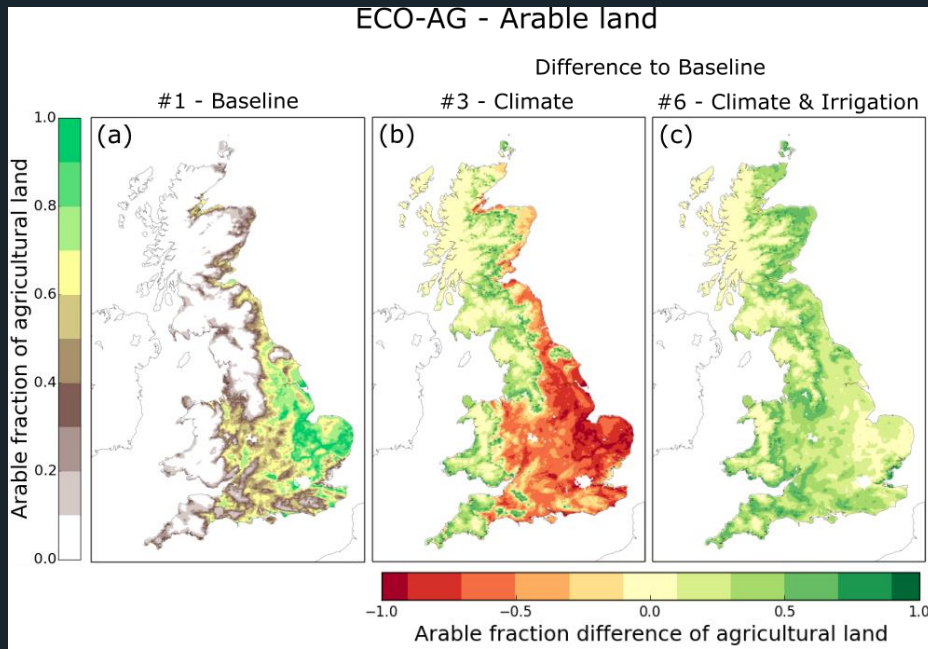 ECO-AG - Arable land
Difference to Baseline
#1 - Baseline
#3 - Climate
#6 - Climate & Irrigation
(a)
(b)
(c)
1.0
0.8
0.6
0.4
0.2
0.0
Arable fraction of agricultural land
−1.0
−0.5
0.0
0.5
1.0
Arable fraction difference of agricultural land